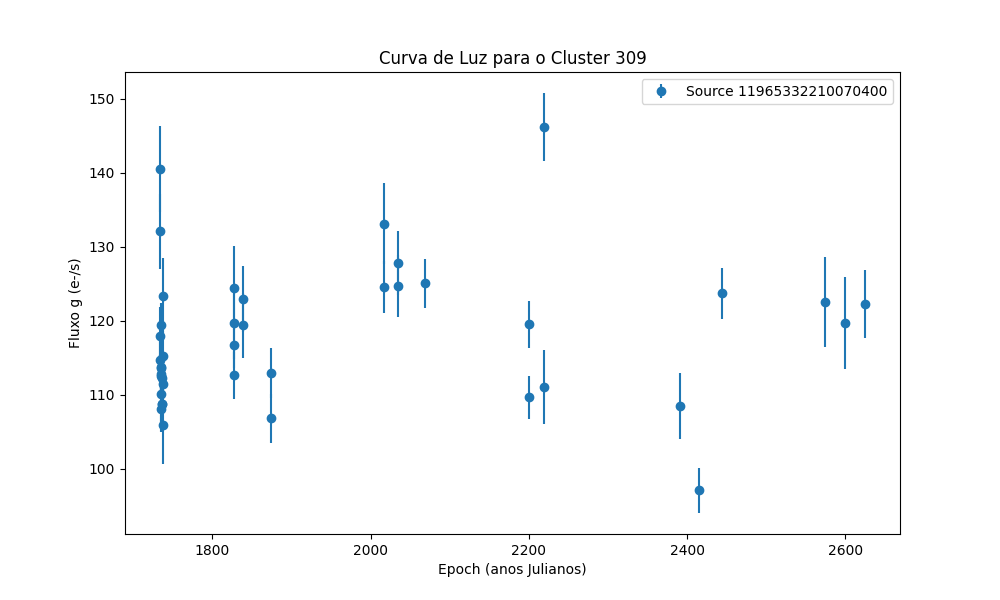 Curva de Luz para o Cluster 309
Source 11965332210070400
150
140
130
120
110
100
Fluxo g (e-/s)
1800 2000 2200 2400 2600
Epoch (anos Julianos)